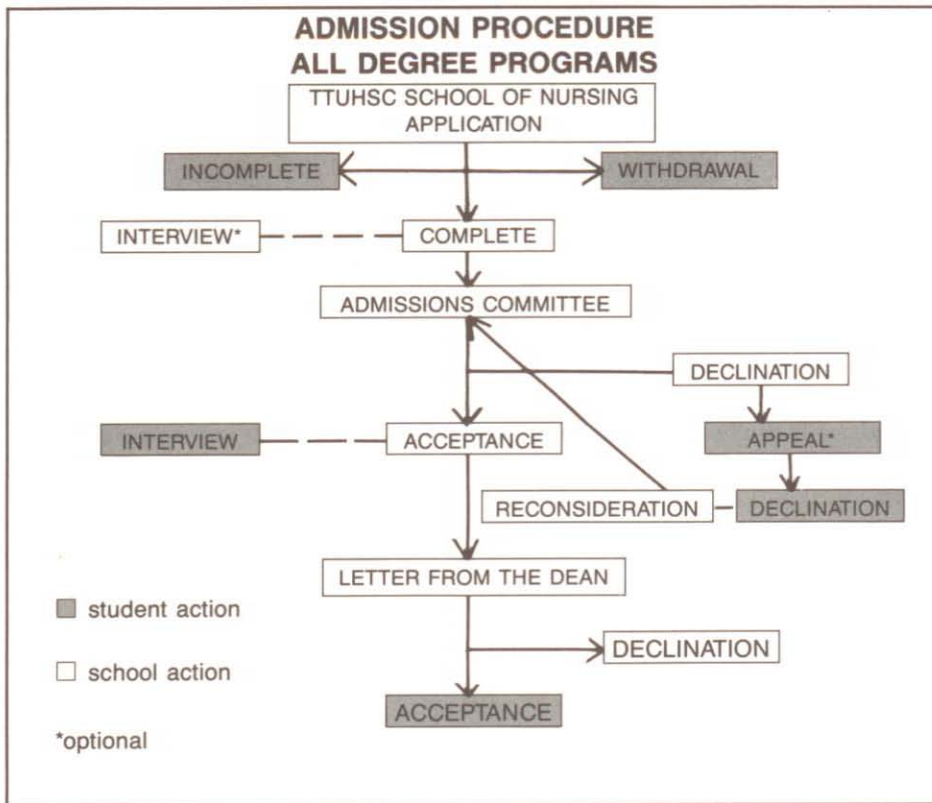 ADMISSION PROCEDURE
ALL DEGREE PROGRAMS
TTUHSC SCHOOL OF NURSING
APPLICATION
INCOMPLETE
WITHDRAWAL
INTERVIEW*
COMPLETE
ADMISSIONS COMMITTEE
DECLINATION
INTERVIEW
ACCEPTANCE
APPEAL*
RECONSIDERATION
DECLINATION
LETTER FROM THE DEAN
student action
DECLINATION
school action
ACCEPTANCE
*optional